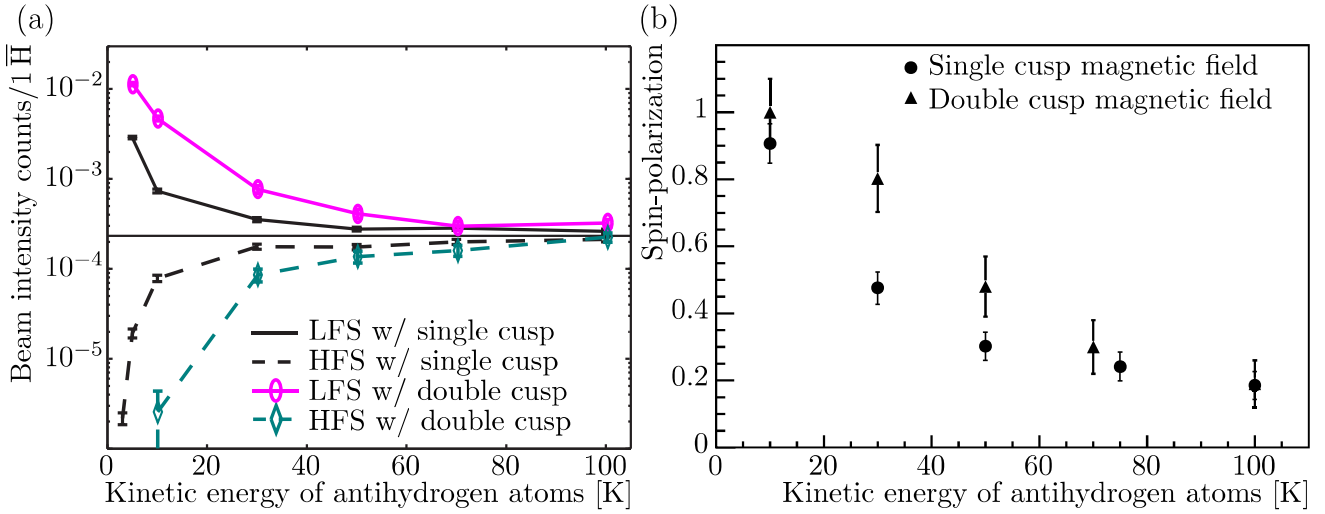 (a)
Beam intensity counts/1 H̅
10⁻²
10⁻³
10⁻⁴
10⁻⁵
LFS w/ single cusp
HFS w/ single cusp
LFS w/ double cusp
HFS w/ double cusp
0 20 40 60 80 100
Kinetic energy of antihydrogen atoms [K]
(b)
Spin-polarization
Single cusp magnetic field
Double cusp magnetic field
1
0.8
0.6
0.4
0.2
0
0 20 40 60 80 100
Kinetic energy of antihydrogen atoms [K]